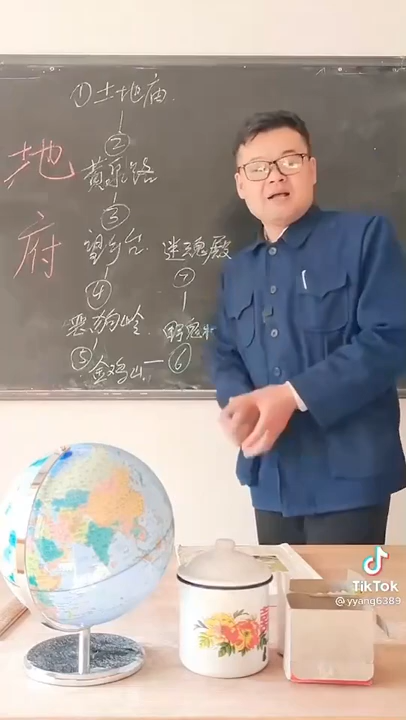 地府
①土地庙
②
黄泉路
③
望乡台
④
恶狗岭
⑤金鸡山
⑥
野鬼村
⑦
迷魂殿
TikTok
@yyang6389